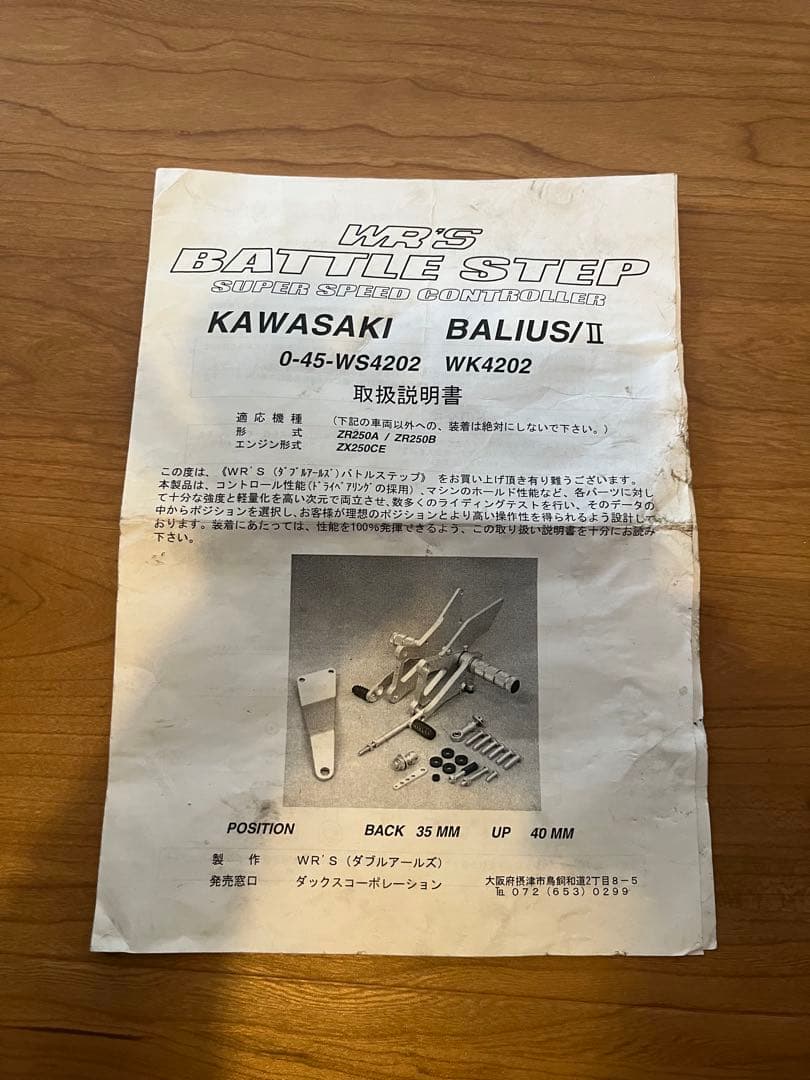 WR'S
BATTLE STEP
SUPER SPEED CONTROLLER
KAWASAKI BALIUS/Ⅱ
0-45-WS4202 WK4202
取扱説明書
適応機種 (下記の車両以外への、装着は絶対にしないで下さい。)
形式 ZR250A / ZR250B
エンジン形式 ZX250CE
この度は、《WR'S(ダブルアールズ)バトルステップ》 をお買い上げ頂き有り難うございます。
本製品は、コントロール性能(ドライベアリングの採用)、マシンのホールド性能など、各パーツに対し
て十分な強度と軽量化を高い次元で両立させ、数多くのライディングテストを行い、そのデータの
中からポジションを選択し、お客様が理想のポジションとより高い操作性を得られるよう設計して
おります。装着にあたっては、性能を100%発揮できるよう、この取り扱い説明書を十分にお読み
下さい。
POSITION BACK 35 MM UP 40 MM
製作 WR'S(ダブルアールズ)
発売窓口 ダックスコーポレーション 大阪府摂津市鳥飼和道2丁目8-5
℡ 072(653)0299